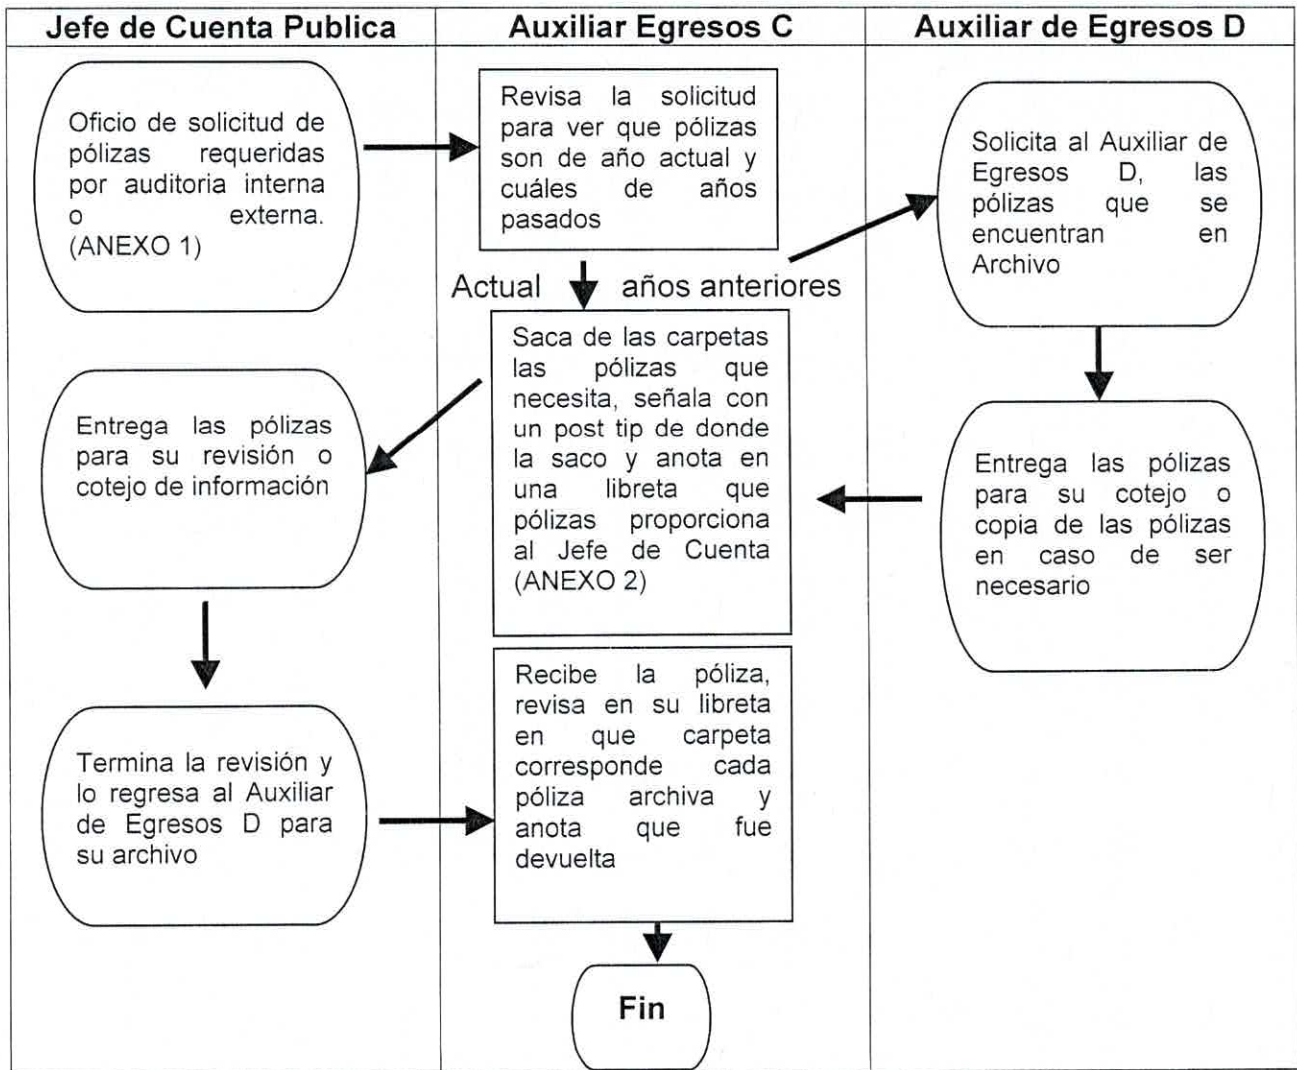 Jefe de Cuenta Publica
Auxiliar Egresos C
Auxiliar de Egresos D
Oficio de solicitud de
pólizas requeridas
por auditoria interna
o externa.
(ANEXO 1)
Revisa la solicitud
para ver que pólizas
son de año actual y
cuáles de años
pasados
Solicita al Auxiliar de
Egresos D, las
pólizas que se
encuentran en
Archivo
Actual
años anteriores
Saca de las carpetas
las pólizas que
necesita, señala con
un post tip de donde
la saco y anota en
una libreta que
pólizas proporciona
al Jefe de Cuenta
(ANEXO 2)
Entrega las pólizas
para su revisión o
cotejo de información
Entrega las pólizas
para su cotejo o
copia de las pólizas
en caso de ser
necesario
Termina la revisión y
lo regresa al Auxiliar
de Egresos D para
su archivo
Recibe la póliza,
revisa en su libreta
en que carpeta
corresponde cada
póliza archiva y
anota que fue
devuelta
Fin